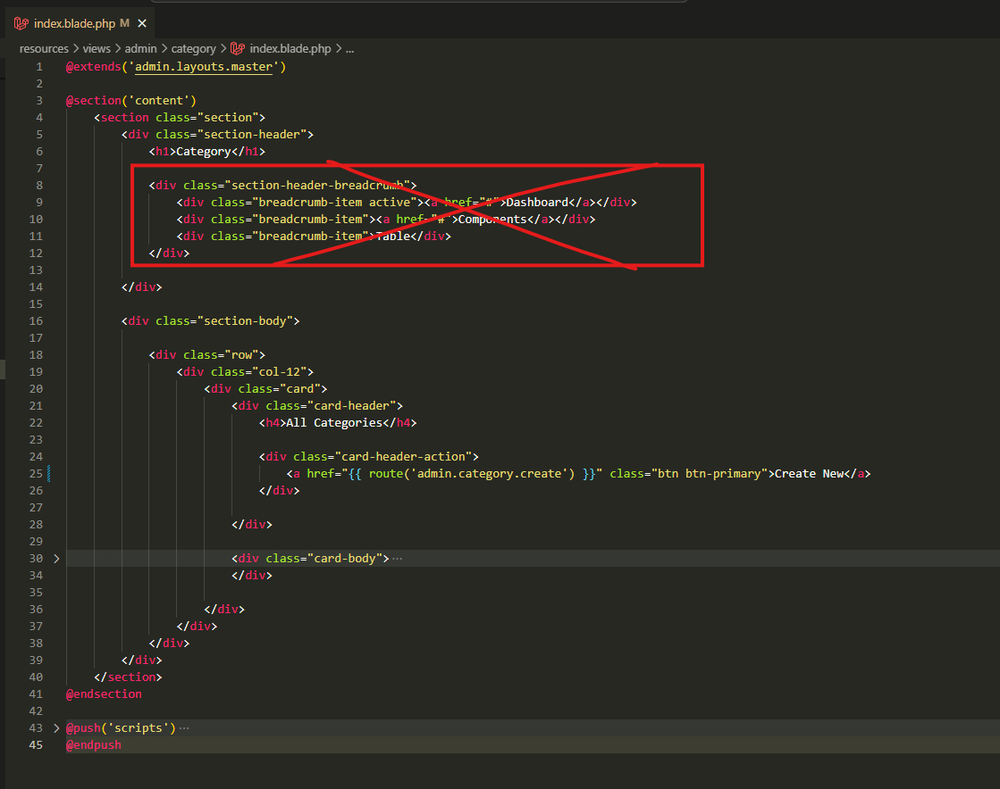 index.blade.php M ×
resources > views > admin > category > index.blade.php > ...
1 @extends('admin.layouts.master')
2
3 @section('content')
4 <section class="section">
5 <div class="section-header">
6 <h1>Category</h1>
7
8 <div class="section-header-breadcrumb">
9 <div class="breadcrumb-item active"><a href="#">Dashboard</a></div>
10 <div class="breadcrumb-item"><a href="#">Components</a></div>
11 <div class="breadcrumb-item">Table</div>
12 </div>
13
14 </div>
15
16 <div class="section-body">
17
18 <div class="row">
19 <div class="col-12">
20 <div class="card">
21 <div class="card-header">
22 <h4>All Categories</h4>
23
24 <div class="card-header-action">
25 <a href="{{ route('admin.category.create') }}" class="btn btn-primary">Create New</a>
26 </div>
27
28 </div>
29
30 <div class="card-body">...
34 </div>
35
36 </div>
37 </div>
38 </div>
39 </div>
40 </section>
41 @endsection
42
43 @push('scripts')...
45 @endpush